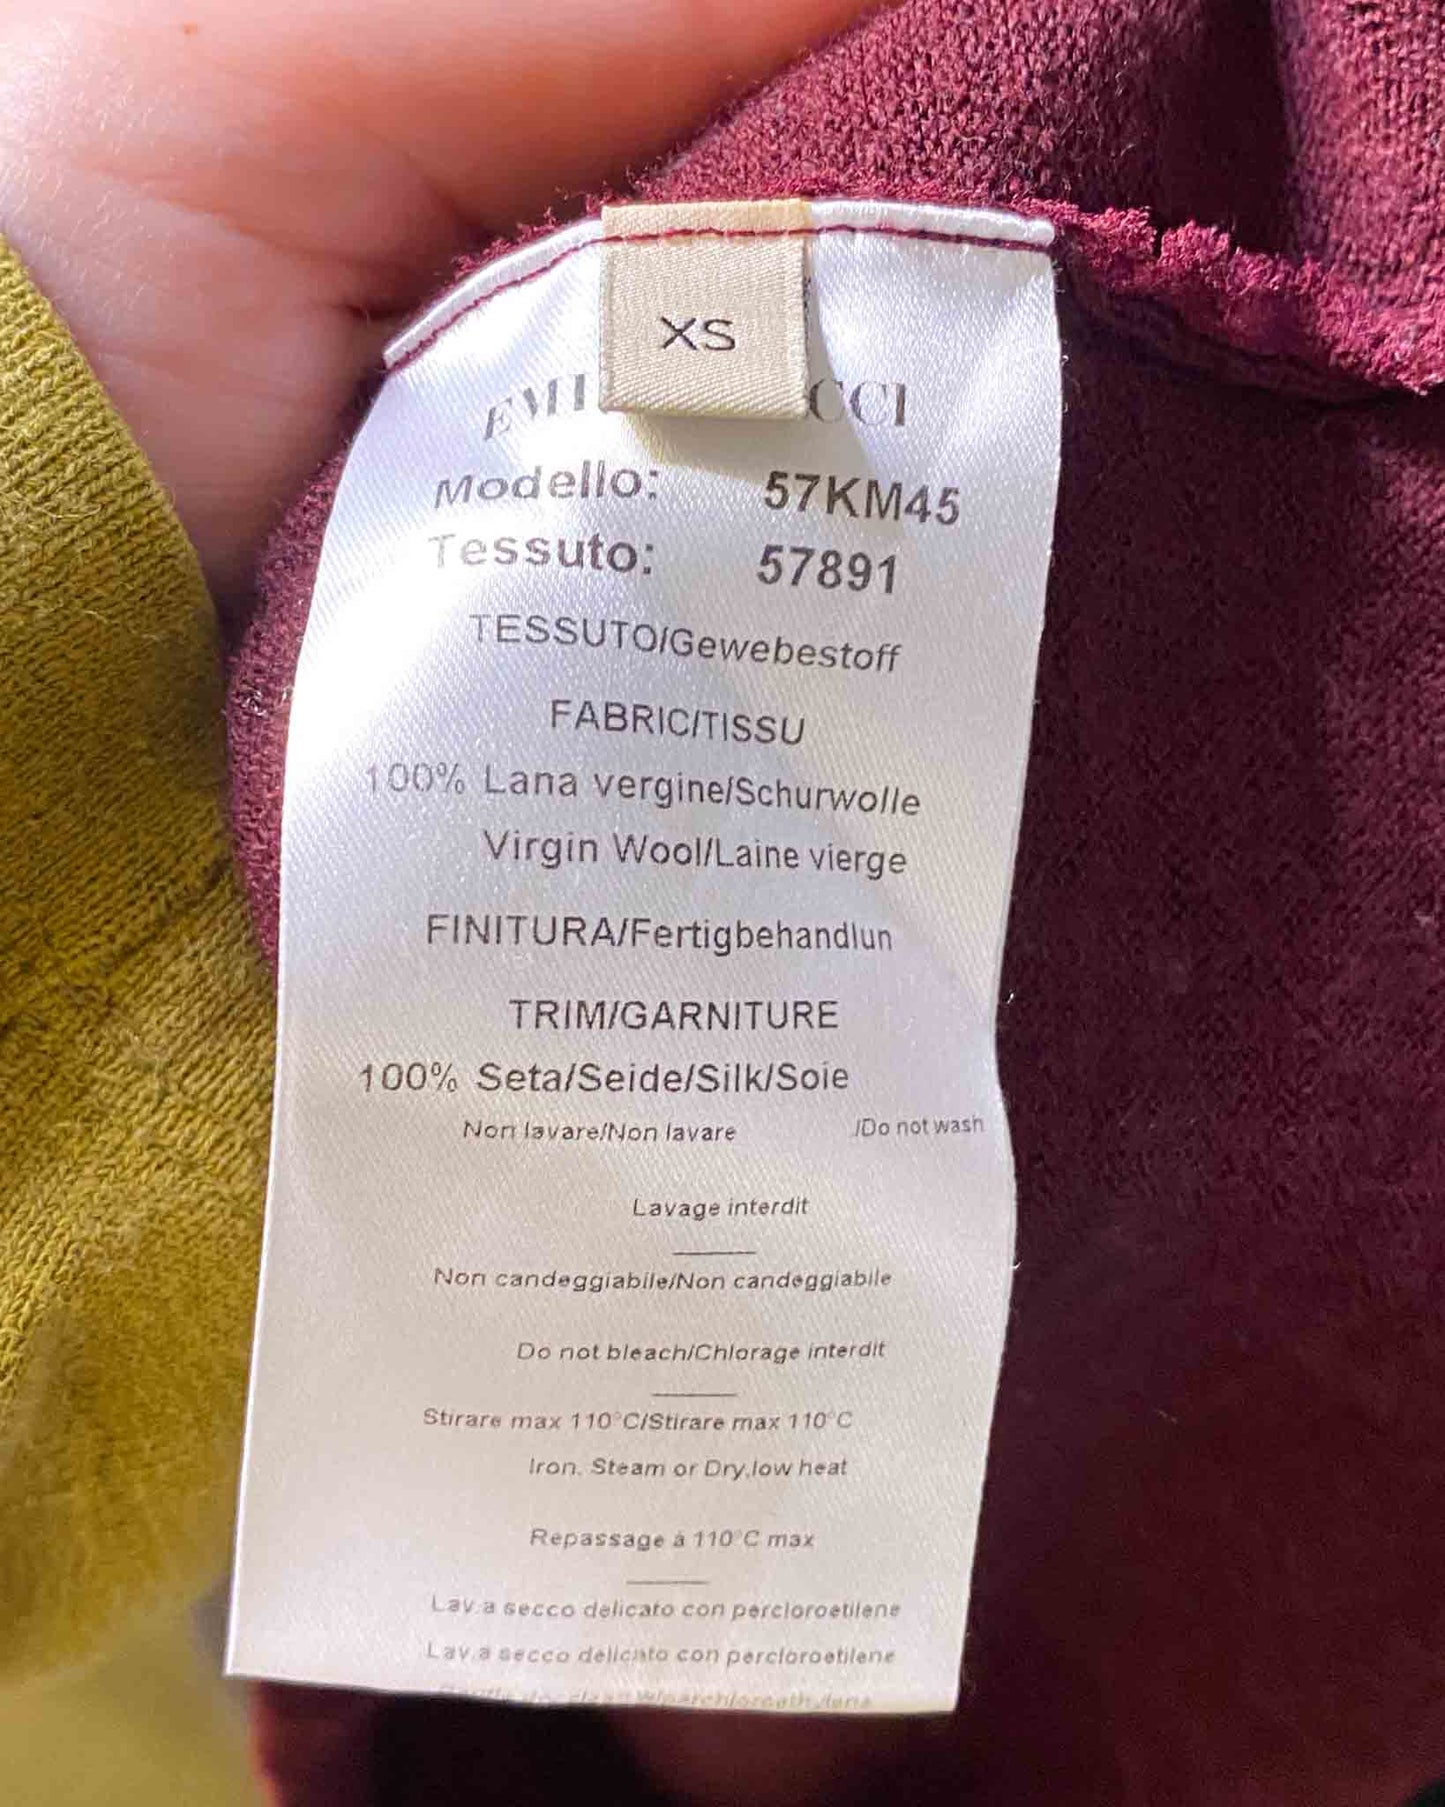 XS
EMI CCI
Modello: 57KM45
Tessuto: 57891
TESSUTO/Gewebestoff
FABRIC/TISSU
100% Lana vergine/Schurwolle
Virgin Wool/Laine vierge
FINITURA/Fertigbehandlun
TRIM/GARNITURE
100% Seta/Seide/Silk/Soie
Non lavare/Non lavare /Do not wash
Lavage interdit
Non candeggiabile/Non candeggiabile
Do not bleach/Chlorage interdit
Stirare max 110°C/Stirare max 110°C
Iron. Steam or Dry,low heat
Repassage à 110°C max
Lav.a secco delicato con percloroetilene
Lav.a secco delicato con percloroetilene